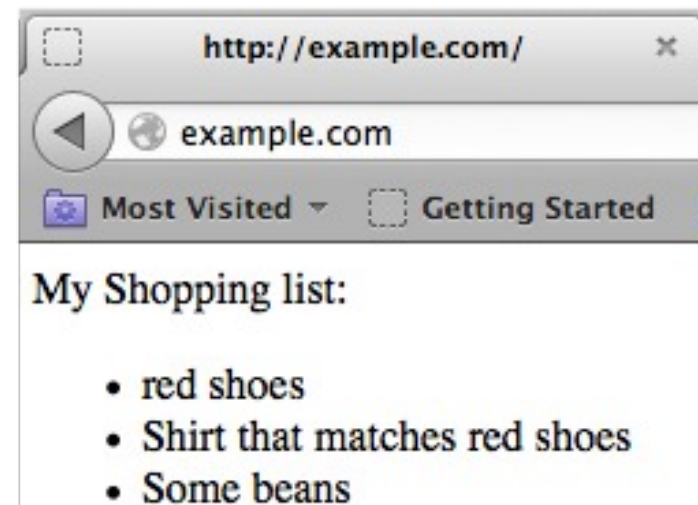 http://example.com/
example.com
Most Visited Getting Started
My Shopping list:
• red shoes
• Shirt that matches red shoes
• Some beans